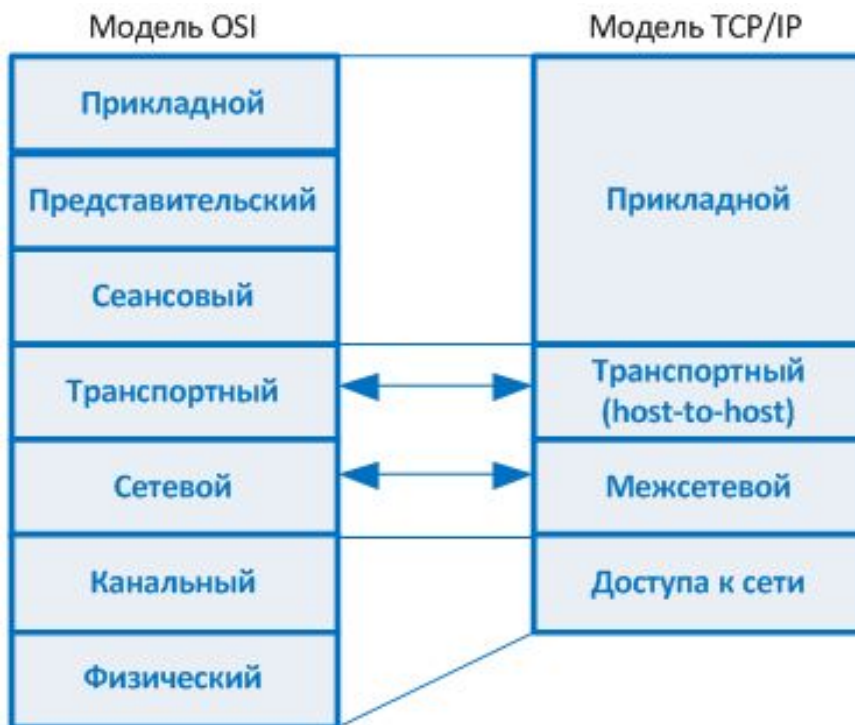 Модель OSI
Модель TCP/IP
Прикладной
Представительский
Сеансовый
Транспортный
Сетевой
Канальный
Физический
Прикладной
Транспортный
(host-to-host)
Межсетевой
Доступа к сети